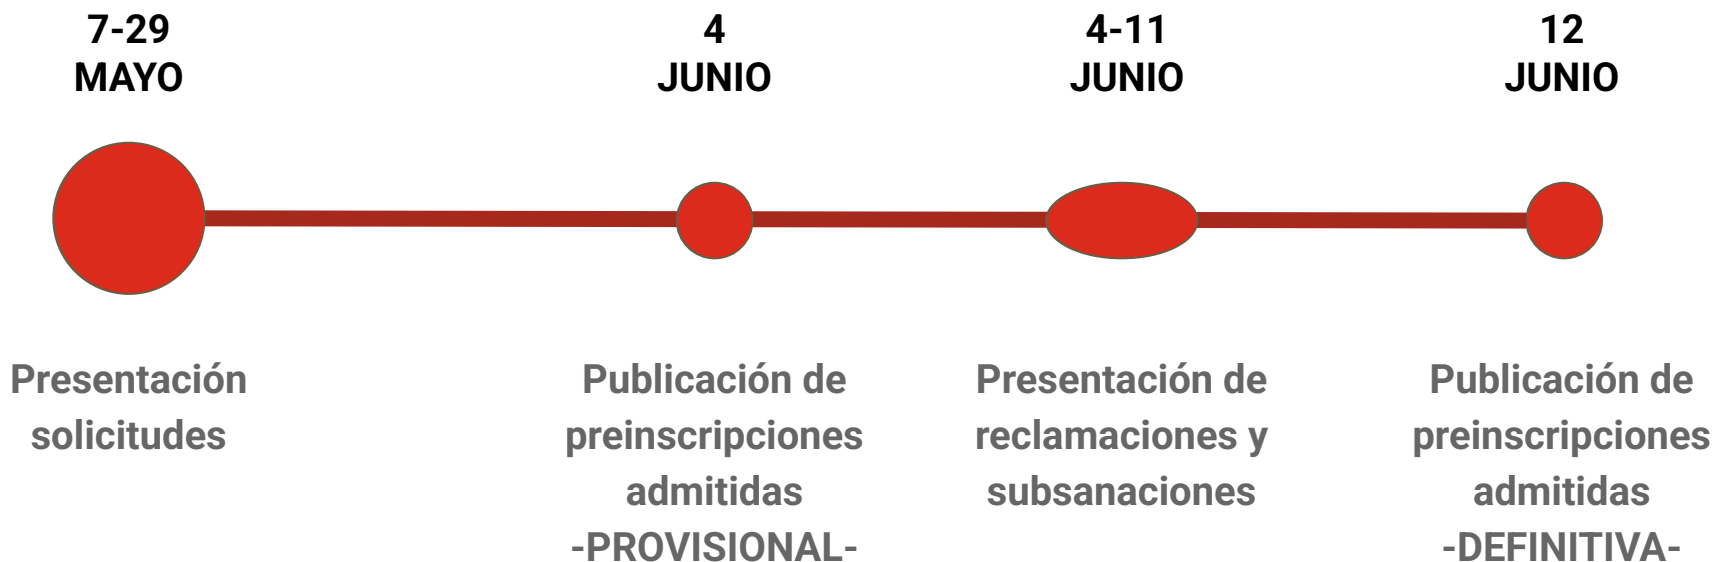 7-29
MAYO
4
JUNIO
4-11
JUNIO
12
JUNIO
Presentación
solicitudes
Publicación de
preinscripciones
admitidas
-PROVISIONAL-
Presentación de
reclamaciones y
subsanaciones
Publicación de
preinscripciones
admitidas
-DEFINITIVA-